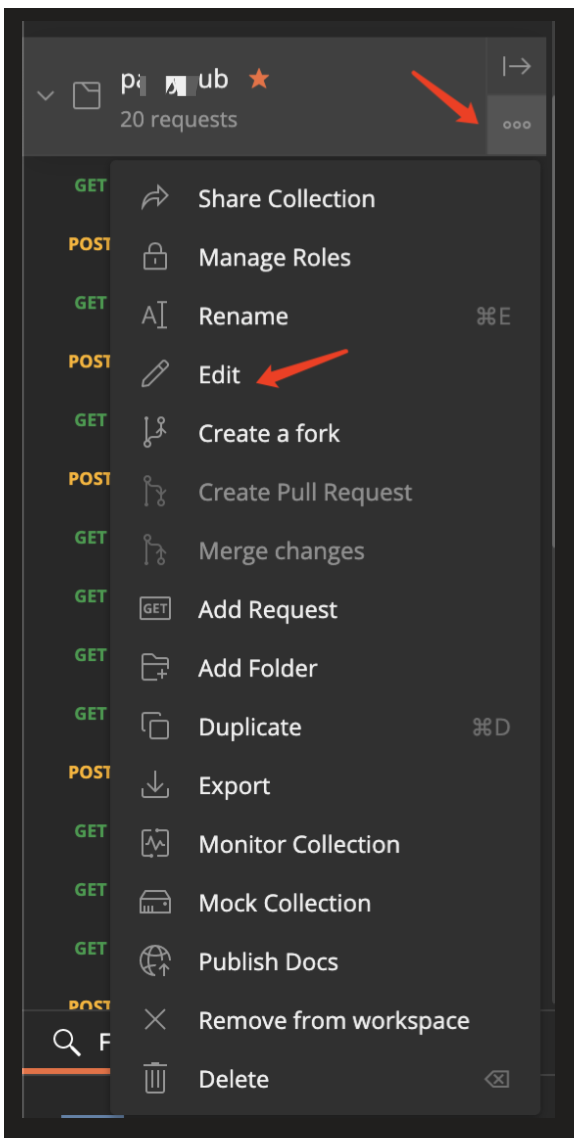 20 requests
GET
Share Collection
POST
Manage Roles
GET
Rename ⌘E
POST
Edit
GET
Create a fork
POST
Create Pull Request
GET
Merge changes
GET
GET Add Request
GET
Add Folder
GET
Duplicate ⌘D
POST
Export
GET
Monitor Collection
GET
Mock Collection
GET
Publish Docs
POST
Remove from workspace
F
Delete